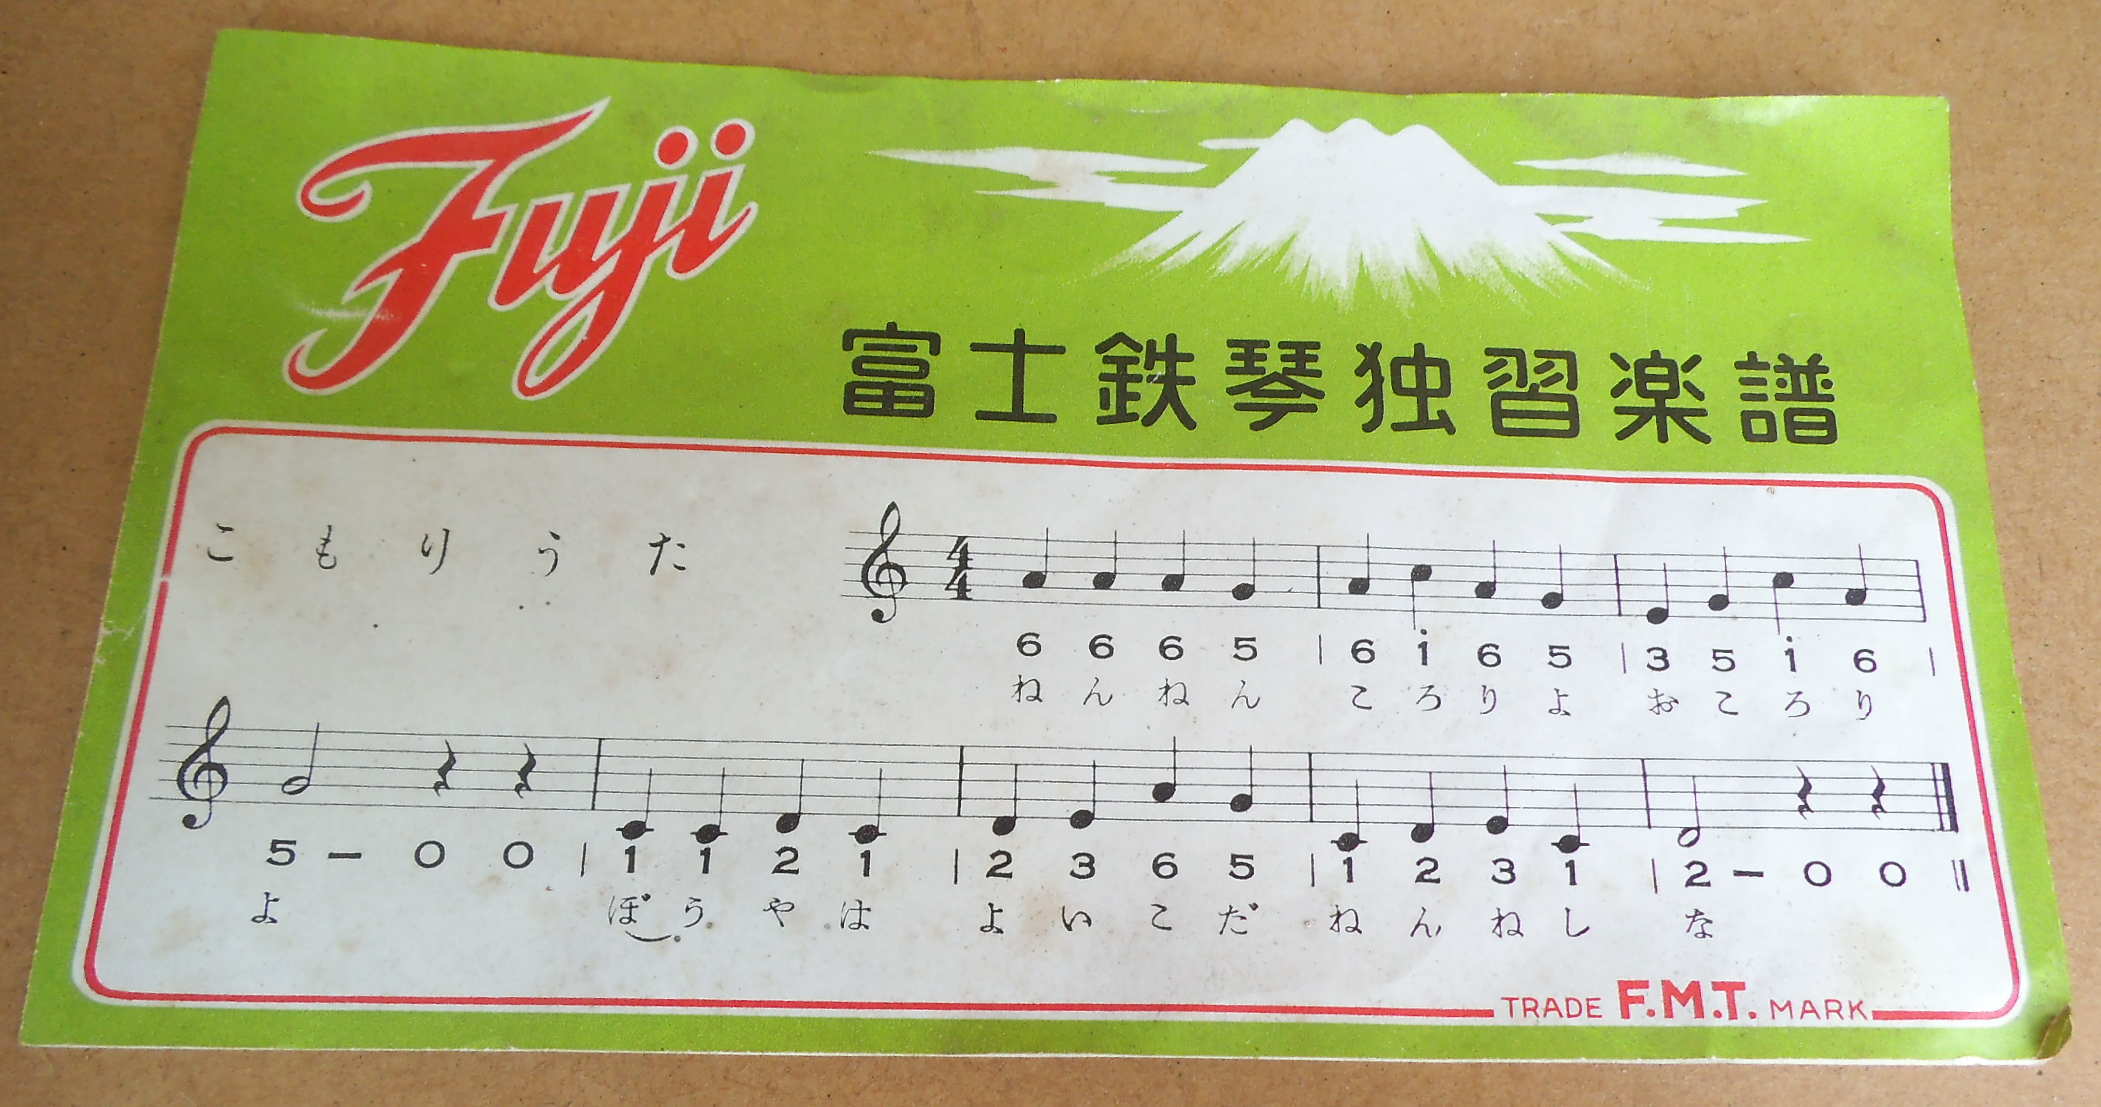 Fuji
富士鉄琴独習楽譜
こもりうた
4
4
6 6 6 5 | 6 i 6 5 | 3 5 i 6 |
ねんねん ころりよ おころり
5 – 0 0 | 1 1 2 1 | 2 3 6 5 | 1 2 3 1 | 2 – 0 0 ||
よ ぼうやは よいこだ ねんねし な
TRADE F.M.T. MARK